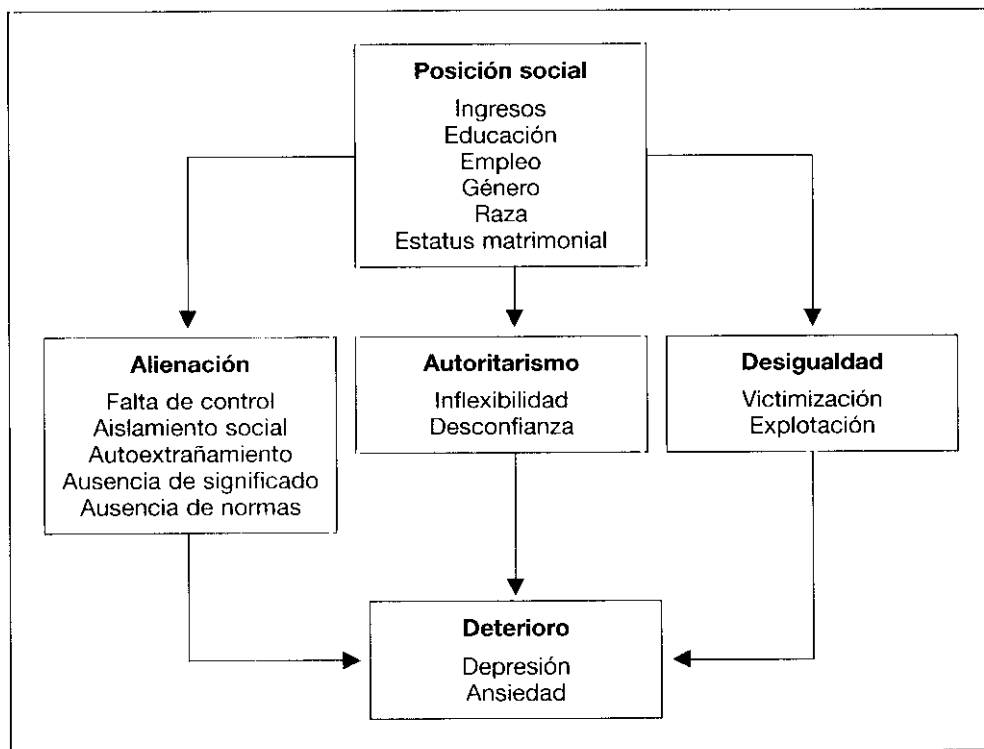 Posición social
Ingresos
Educación
Empleo
Género
Raza
Estatus matrimonial
Alienación
Falta de control
Aislamiento social
Autoextrañamiento
Ausencia de significado
Ausencia de normas
Autoritarismo
Inflexibilidad
Desconfianza
Desigualdad
Victimización
Explotación
Deterioro
Depresión
Ansiedad